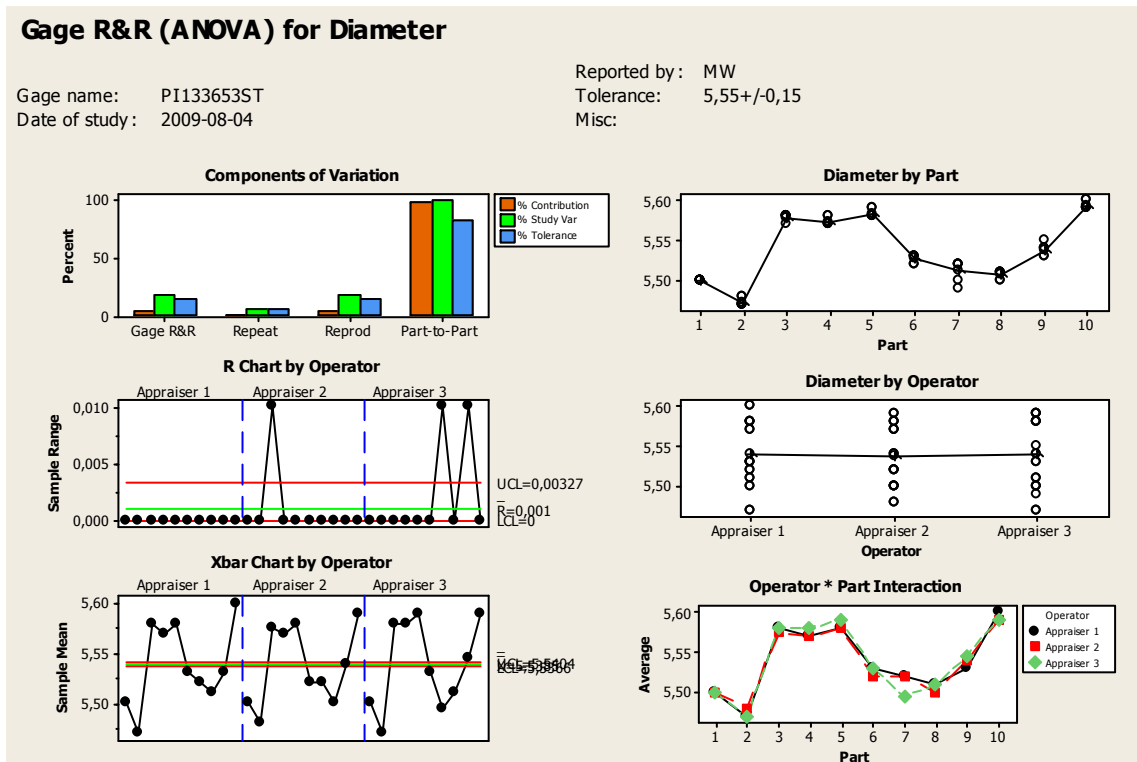 Gage R&R (ANOVA) for Diameter
Reported by: MW
Gage name: PI133653ST
Tolerance: 5,55+/-0,15
Date of study: 2009-08-04
Misc:
Components of Variation
Percent
100
50
0
Gage R&R Repeat Reprod Part-to-Part
% Contribution
% Study Var
% Tolerance
R Chart by Operator
Appraiser 1 Appraiser 2 Appraiser 3
Sample Range
0,010
0,005
0,000
UCL=0,00327
R=0,001
LCL=0
Xbar Chart by Operator
Appraiser 1 Appraiser 2 Appraiser 3
Sample Mean
5,60
5,55
5,50
Diameter by Part
5,60
5,55
5,50
1 2 3 4 5 6 7 8 9 10
Part
Diameter by Operator
5,60
5,55
5,50
Appraiser 1 Appraiser 2 Appraiser 3
Operator
Operator * Part Interaction
Average
5,60
5,55
5,50
1 2 3 4 5 6 7 8 9 10
Part
Operator
Appraiser 1
Appraiser 2
Appraiser 3